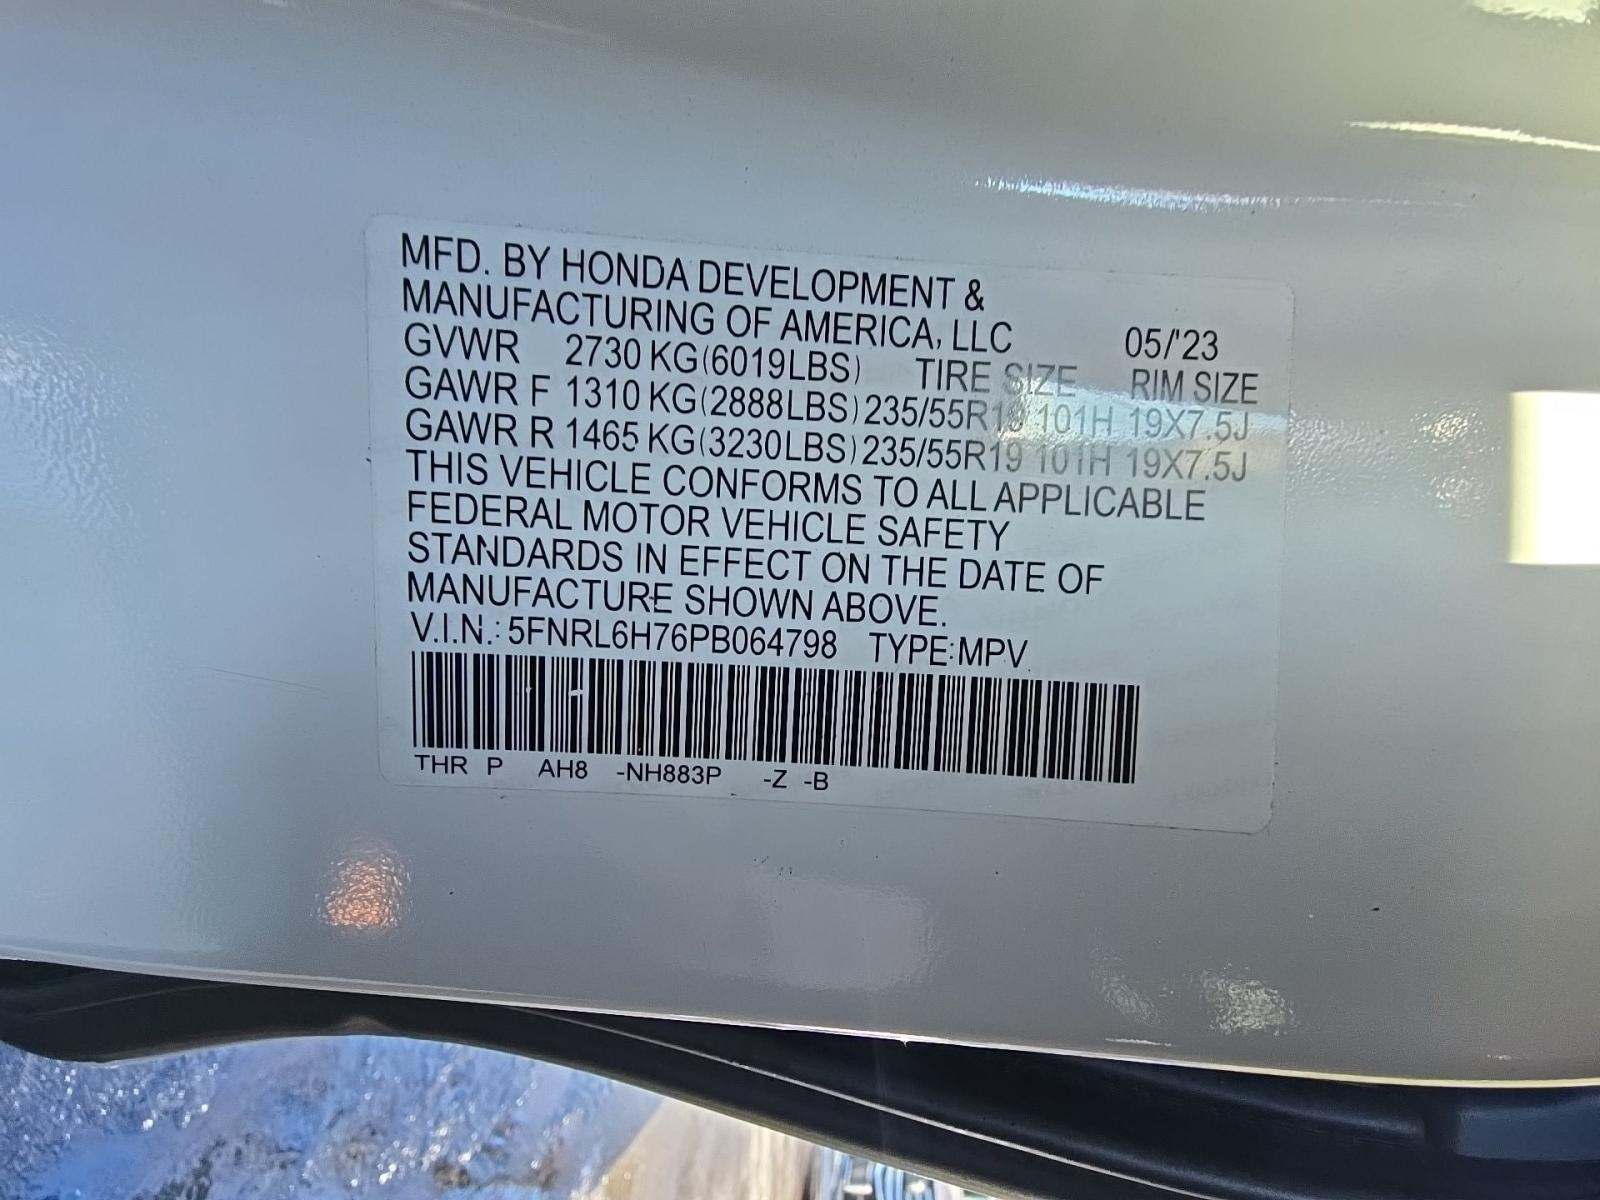 MFD. BY HONDA DEVELOPMENT &
MANUFACTURING OF AMERICA, LLC 05/'23
GVWR 2730 KG(6019LBS) TIRE SIZE RIM SIZE
GAWR F 1310 KG(2888LBS) 235/55R19 101H 19X7.5J
GAWR R 1465 KG(3230LBS) 235/55R19 101H 19X7.5J
THIS VEHICLE CONFORMS TO ALL APPLICABLE
FEDERAL MOTOR VEHICLE SAFETY
STANDARDS IN EFFECT ON THE DATE OF
MANUFACTURE SHOWN ABOVE.
V.I.N.: 5FNRL6H76PB064798 TYPE:MPV
THR P AH8 -NH883P -Z -B